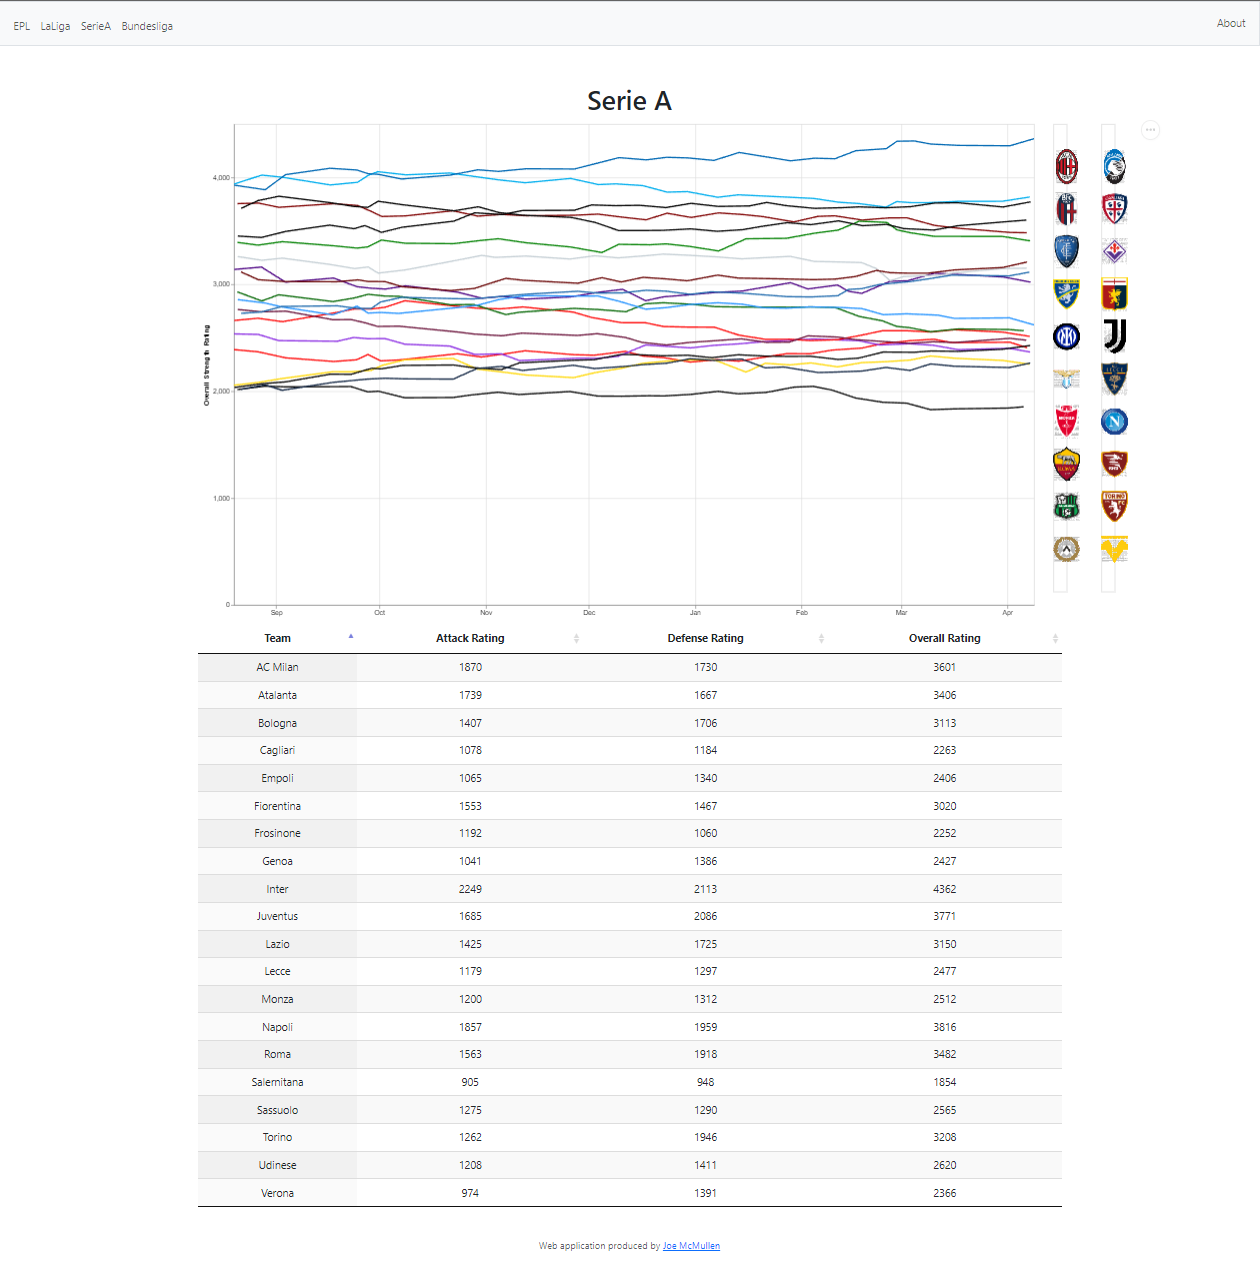 EPL LaLiga SerieA Bundesliga About
Serie A
Overall Strength Rating
4,000
3,000
2,000
1,000
0
Sep Oct Nov Dec Jan Feb Mar Apr
Team Attack Rating Defense Rating Overall Rating
AC Milan 1870 1730 3601
Atalanta 1739 1667 3406
Bologna 1407 1706 3113
Cagliari 1078 1184 2263
Empoli 1065 1340 2406
Fiorentina 1553 1467 3020
Frosinone 1192 1060 2252
Genoa 1041 1386 2427
Inter 2249 2113 4362
Juventus 1685 2086 3771
Lazio 1425 1725 3150
Lecce 1179 1297 2477
Monza 1200 1312 2512
Napoli 1857 1959 3816
Roma 1563 1918 3482
Salernitana 905 948 1854
Sassuolo 1275 1290 2565
Torino 1262 1946 3208
Udinese 1208 1411 2620
Verona 974 1391 2366
Web application produced by Joe McMullen